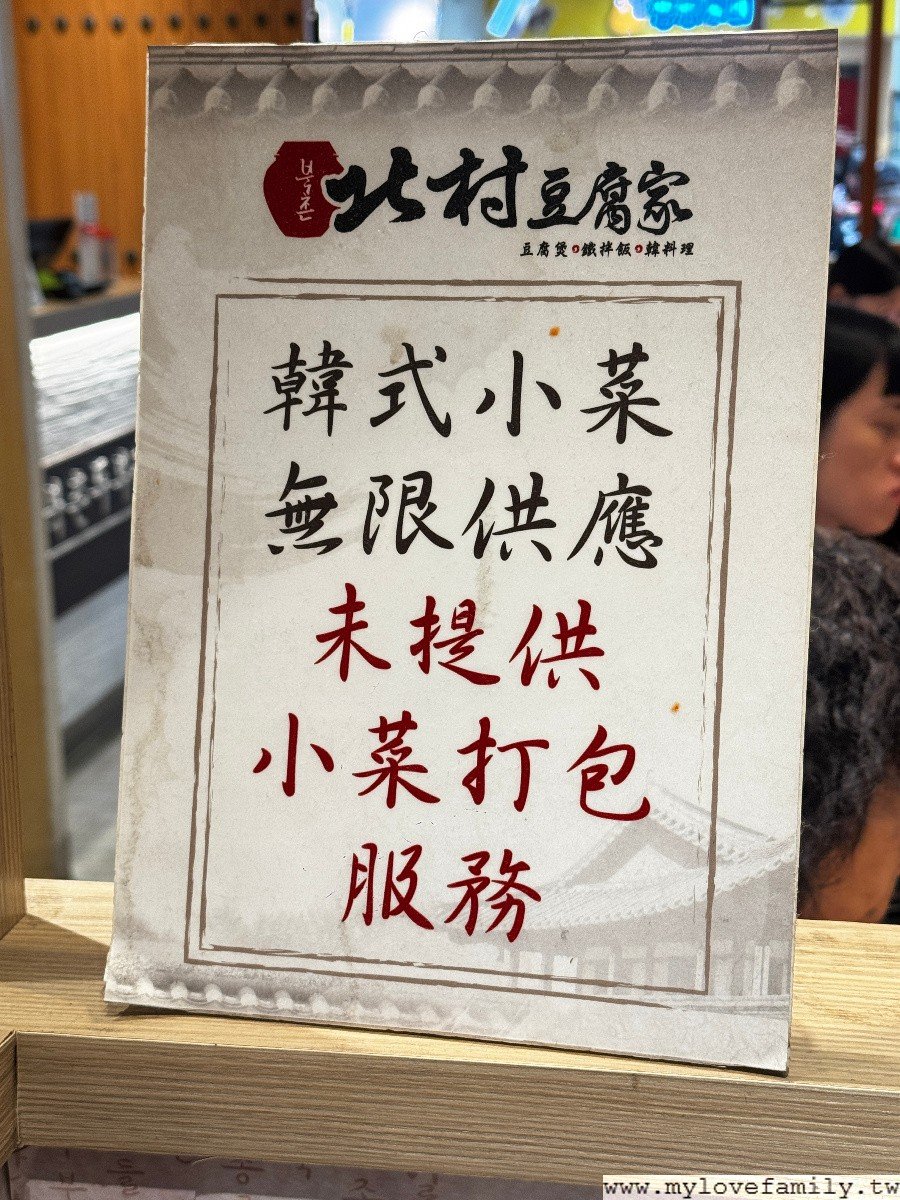 북촌
北村豆腐家
豆腐煲•鐵拌飯•韓料理
韓式小菜
無限供應
未提供
小菜打包
服務
www.mylovefamily.tw